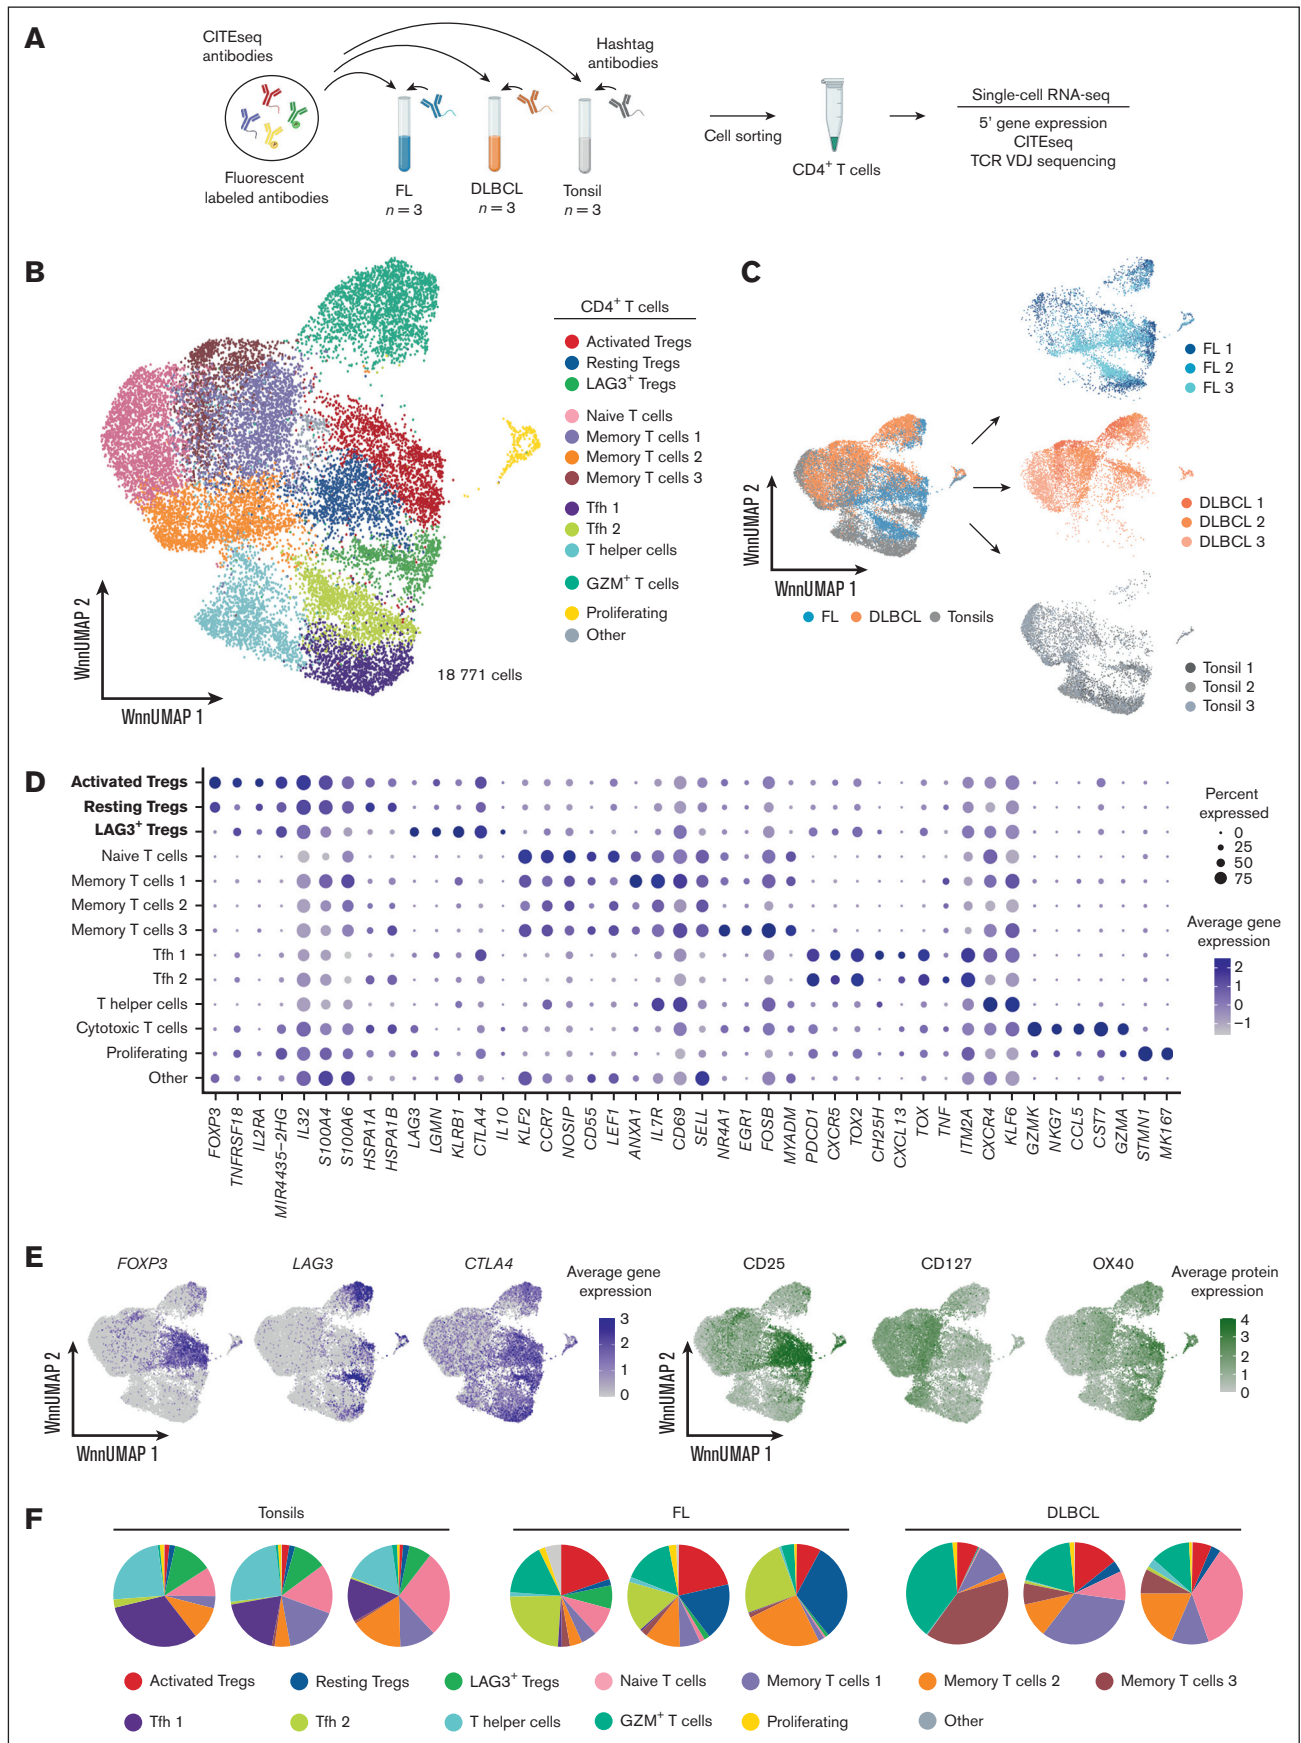 A
CITEseq
antibodies
Hashtag
antibodies
Fluorescent
labeled antibodies
FL
n = 3
DLBCL
n = 3
Tonsil
n = 3
Cell sorting
CD4+ T cells
Single-cell RNA-seq
5' gene expression
CITEseq
TCR VDJ sequencing
B
CD4+ T cells
Activated Tregs
Resting Tregs
LAG3+ Tregs
Naive T cells
Memory T cells 1
Memory T cells 2
Memory T cells 3
Tfh 1
Tfh 2
T helper cells
GZM+ T cells
Proliferating
Other
18 771 cells
WnnUMAP 2
WnnUMAP 1
C
WnnUMAP 2
WnnUMAP 1
FL DLBCL Tonsils
FL 1
FL 2
FL 3
DLBCL 1
DLBCL 2
DLBCL 3
Tonsil 1
Tonsil 2
Tonsil 3
D
Activated Tregs
Resting Tregs
LAG3+ Tregs
Naive T cells
Memory T cells 1
Memory T cells 2
Memory T cells 3
Tfh 1
Tfh 2
T helper cells
Cytotoxic T cells
Proliferating
Other
FOXP3
TNFRSF18
IL2RA
MIR4435-2HG
IL32
S100A4
S100A6
HSPA1A
HSPA1B
LAG3
LGMN
KLRB1
CTLA4
IL10
KLF2
CCR7
NOSIP
CD55
LEF1
ANXA1
IL7R
CD69
SELL
NR4A1
EGR1
FOSB
MYADM
PDCD1
CXCR5
TOX2
CH25H
CXCL13
TOX
TNF
ITM2A
CXCR4
KLF6
GZMK
NKG7
CCL5
CST7
GZMA
STMN1
MK167
Percent
expressed
0
25
50
75
Average gene
expression
2
1
0
−1
E
FOXP3
LAG3
CTLA4
Average gene
expression
3
2
1
0
WnnUMAP 2
WnnUMAP 1
CD25
CD127
OX40
Average protein
expression
4
3
2
1
0
WnnUMAP 2
WnnUMAP 1
F
Tonsils
FL
DLBCL
Activated Tregs
Resting Tregs
LAG3+ Tregs
Naive T cells
Memory T cells 1
Memory T cells 2
Memory T cells 3
Tfh 1
Tfh 2
T helper cells
GZM+ T cells
Proliferating
Other